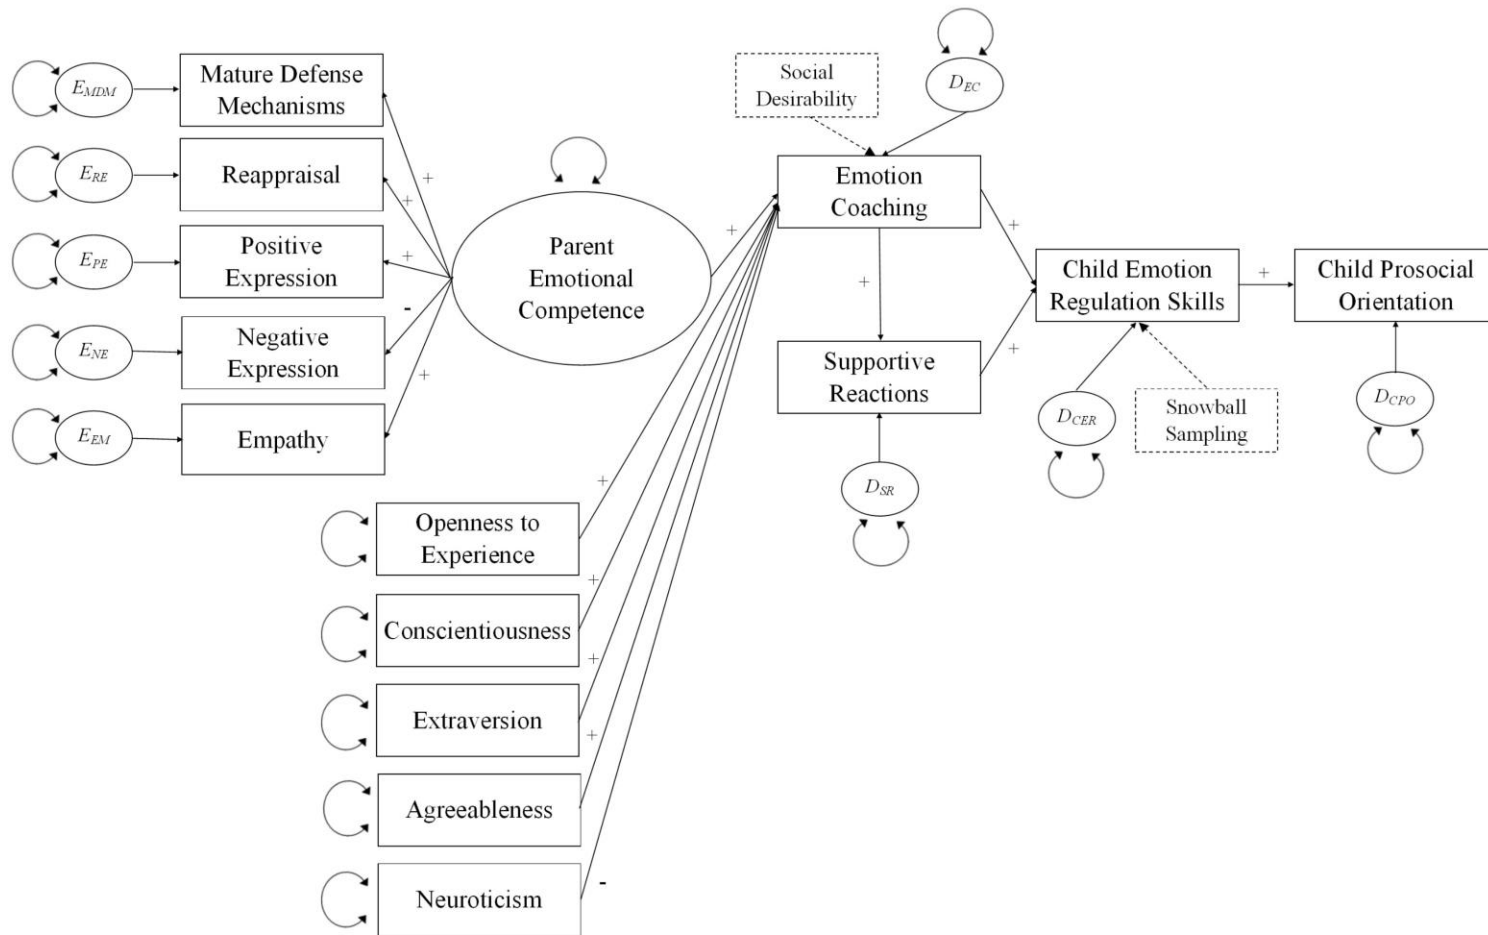 E_MDM
Mature Defense
Mechanisms
+
E_RE
Reappraisal
+
E_PE
Positive
Expression
+
E_NE
Negative
Expression
-
E_EM
Empathy
+
Parent
Emotional
Competence
+
Openness to
Experience
+
Conscientiousness
+
Extraversion
+
Agreeableness
+
Neuroticism
-
Social
Desirability
D_EC
Emotion
Coaching
+
+
Supportive
Reactions
+
D_SR
Child Emotion
Regulation Skills
+
D_CER
Snowball
Sampling
Child Prosocial
Orientation
D_CPO